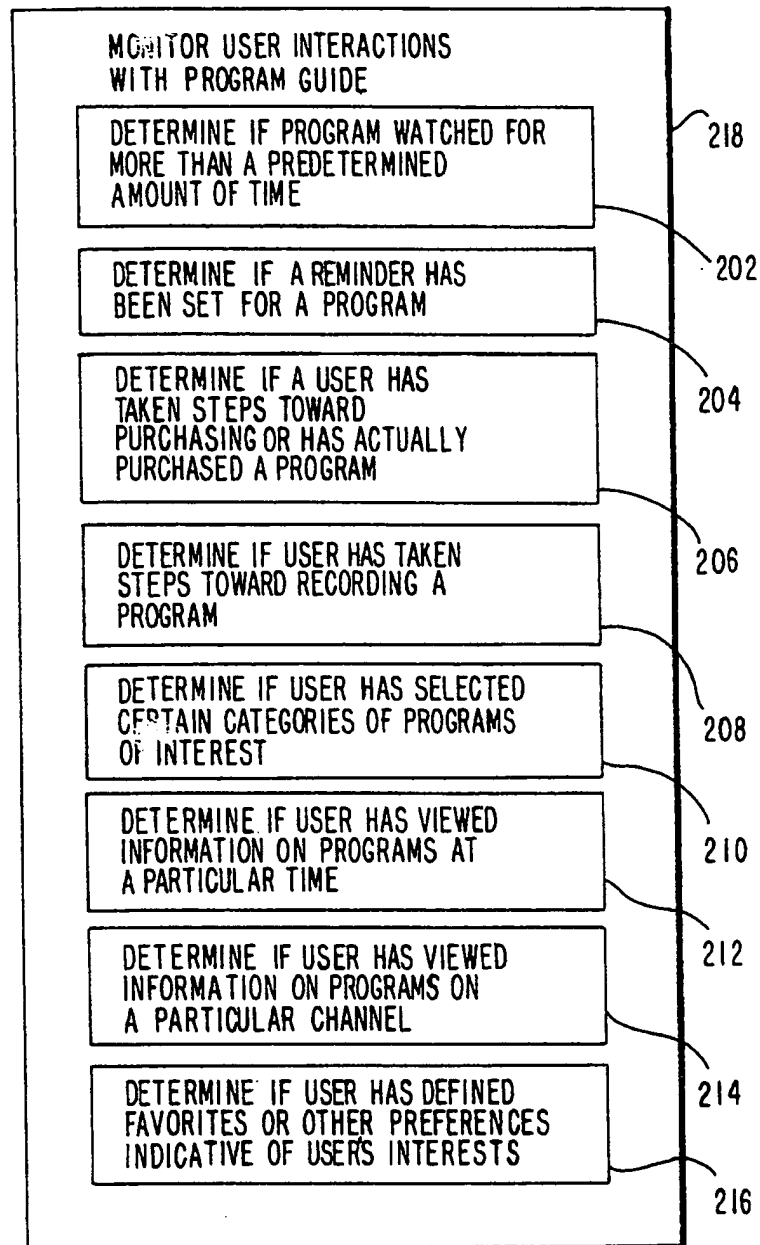 MONITOR USER INTERACTIONS
WITH PROGRAM GUIDE
218
DETERMINE IF PROGRAM WATCHED FOR
MORE THAN A PREDETERMINED
AMOUNT OF TIME
202
DETERMINE IF A REMINDER HAS
BEEN SET FOR A PROGRAM
204
DETERMINE IF A USER HAS
TAKEN STEPS TOWARD
PURCHASING OR HAS ACTUALLY
PURCHASED A PROGRAM
206
DETERMINE IF USER HAS TAKEN
STEPS TOWARD RECORDING A
PROGRAM
208
DETERMINE IF USER HAS SELECTED
CERTAIN CATEGORIES OF PROGRAMS
OF INTEREST
210
DETERMINE IF USER HAS VIEWED
INFORMATION ON PROGRAMS AT
A PARTICULAR TIME
212
DETERMINE IF USER HAS VIEWED
INFORMATION ON PROGRAMS ON
A PARTICULAR CHANNEL
214
DETERMINE IF USER HAS DEFINED
FAVORITES OR OTHER PREFERENCES
INDICATIVE OF USER'S INTERESTS
216